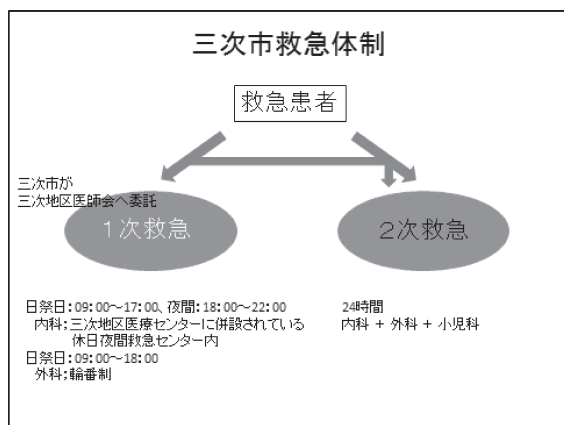 三次市救急体制
救急患者
三次市が
三次地区医師会へ委託
1次救急
2次救急
日祭日:09:00～17:00、夜間:18:00～22:00
内科;三次地区医療センターに併設されている
休日夜間救急センター内
日祭日:09:00～18:00
外科;輪番制
24時間
内科 + 外科 + 小児科